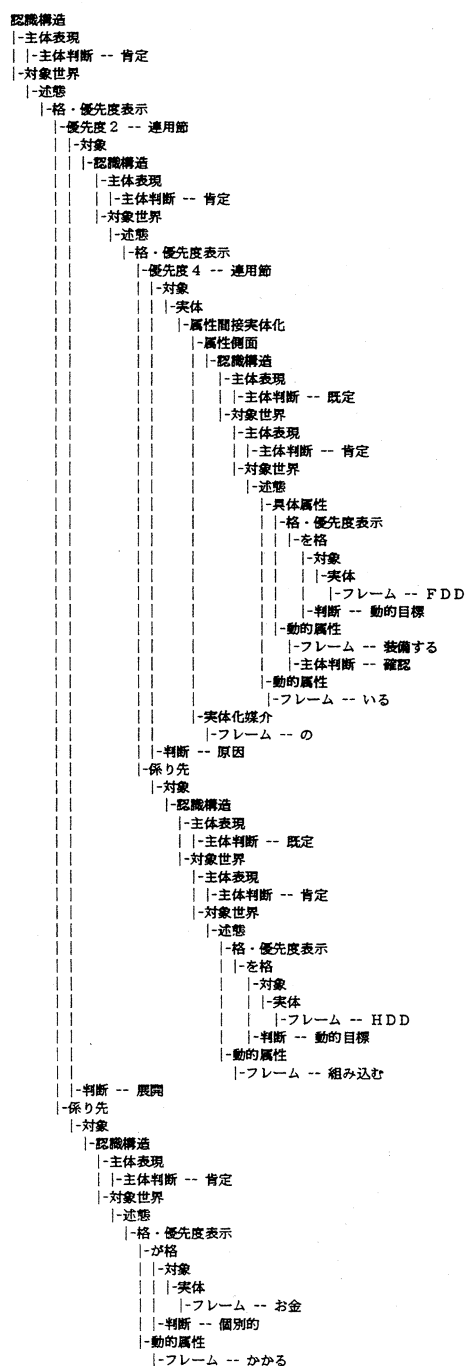 認識構造
|-主体表現
| |-主体判断 -- 肯定
|-対象世界
  |-述態
    |-格・優先度表示
      |-優先度２ -- 連用節
      | |-対象
      | | |-認識構造
      | |   |-主体表現
      | |   | |-主体判断 -- 肯定
      | |   |-対象世界
      | |     |-述態
      | |       |-格・優先度表示
      | |         |-優先度４ -- 連用節
      | |         | |-対象
      | |         | | |-実体
      | |         | |   |-属性間接実体化
      | |         | |     |-属性側面
      | |         | |     | |-認識構造
      | |         | |     |   |-主体表現
      | |         | |     |   | |-主体判断 -- 既定
      | |         | |     |   |-対象世界
      | |         | |     |     |-主体表現
      | |         | |     |     | |-主体判断 -- 肯定
      | |         | |     |     |-対象世界
      | |         | |     |       |-述態
      | |         | |     |         |-具体属性
      | |         | |     |         | |-格・優先度表示
      | |         | |     |         | | |-を格
      | |         | |     |         | |   |-対象
      | |         | |     |         | |   | |-実体
      | |         | |     |         | |   |   |-フレーム -- ＦＤＤ
      | |         | |     |         | |   |-判断 -- 動的目標
      | |         | |     |         | |-動的属性
      | |         | |     |         |   |-フレーム -- 装備する
      | |         | |     |         |   |-主体判断 -- 確認
      | |         | |     |         |-動的属性
      | |         | |     |           |-フレーム -- いる
      | |         | |     |-実体化媒介
      | |         | |       |-フレーム -- の
      | |         | |-判断 -- 原因
      | |         |-係り先
      | |           |-対象
      | |             |-認識構造
      | |               |-主体表現
      | |               | |-主体判断 -- 既定
      | |               |-対象世界
      | |                 |-主体表現
      | |                 | |-主体判断 -- 肯定
      | |                 |-対象世界
      | |                   |-述態
      | |                     |-格・優先度表示
      | |                     | |-を格
      | |                     |   |-対象
      | |                     |   | |-実体
      | |                     |   |   |-フレーム -- ＨＤＤ
      | |                     |   |-判断 -- 動的目標
      | |                     |-動的属性
      | |                       |-フレーム -- 組み込む
      | |-判断 -- 展開
      |-係り先
        |-対象
          |-認識構造
            |-主体表現
            | |-主体判断 -- 肯定
            |-対象世界
              |-述態
                |-格・優先度表示
                | |-が格
                | | |-対象
                | | | |-実体
                | | |   |-フレーム -- お金
                | | |-判断 -- 個別的
                |-動的属性
                  |-フレーム -- かかる